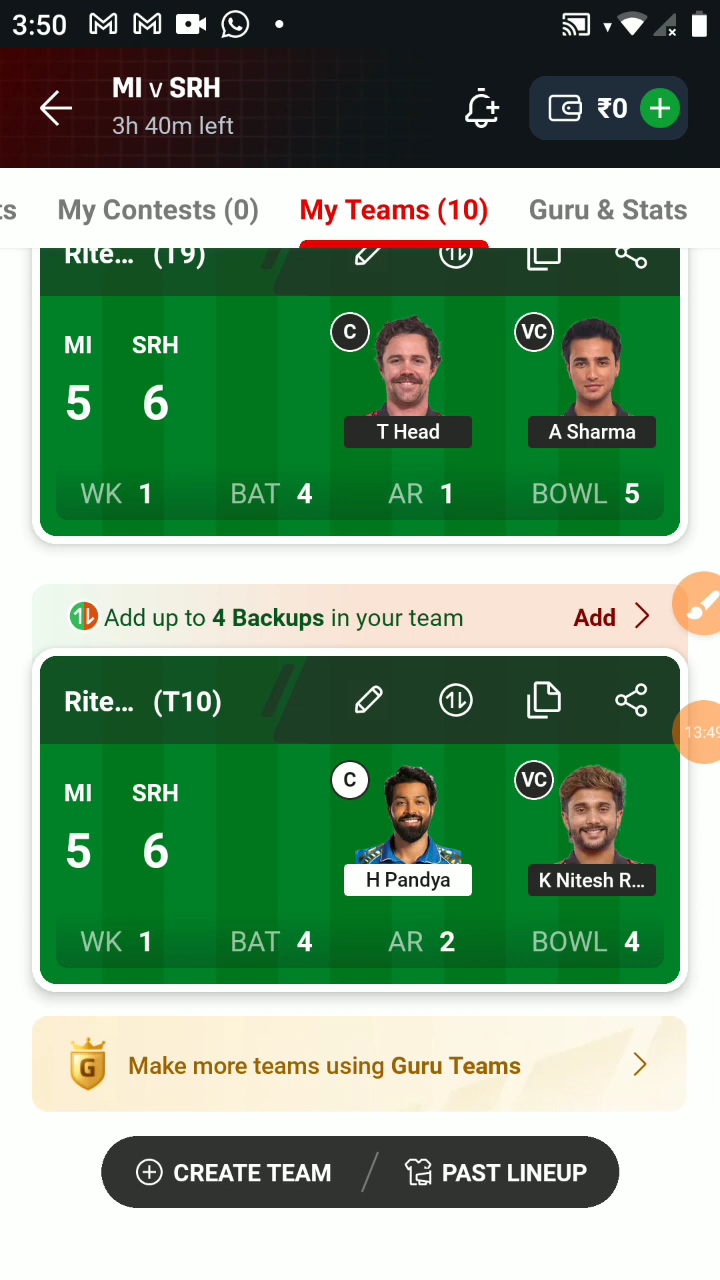 3:50
MI v SRH
3h 40m left
₹0
ts
My Contests (0)
My Teams (10)
Guru & Stats
Rite... (T9)
MI SRH
5 6
C
VC
T Head
A Sharma
WK 1 BAT 4 AR 1 BOWL 5
Add up to 4 Backups in your team
Add
Rite... (T10)
13:49
MI SRH
5 6
C
VC
H Pandya
K Nitesh R...
WK 1 BAT 4 AR 2 BOWL 4
G
Make more teams using Guru Teams
CREATE TEAM
PAST LINEUP